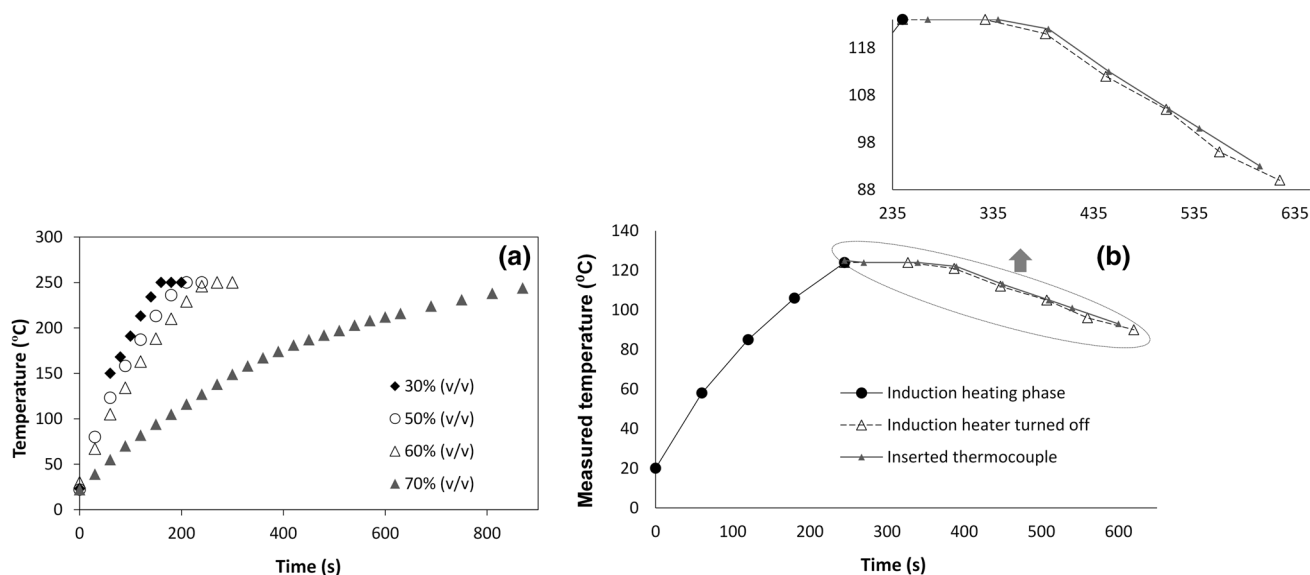 118
108
98
88
235
335
435
535
635
(a)
300
250
200
150
100
50
0
Temperature (⁰C)
30% (v/v)
50% (v/v)
60% (v/v)
70% (v/v)
0
200
400
600
800
Time (s)
(b)
140
120
100
80
60
40
20
0
Measured temperature (⁰C)
Induction heating phase
Induction heater turned off
Inserted thermocouple
0
100
200
300
400
500
600
Time (s)